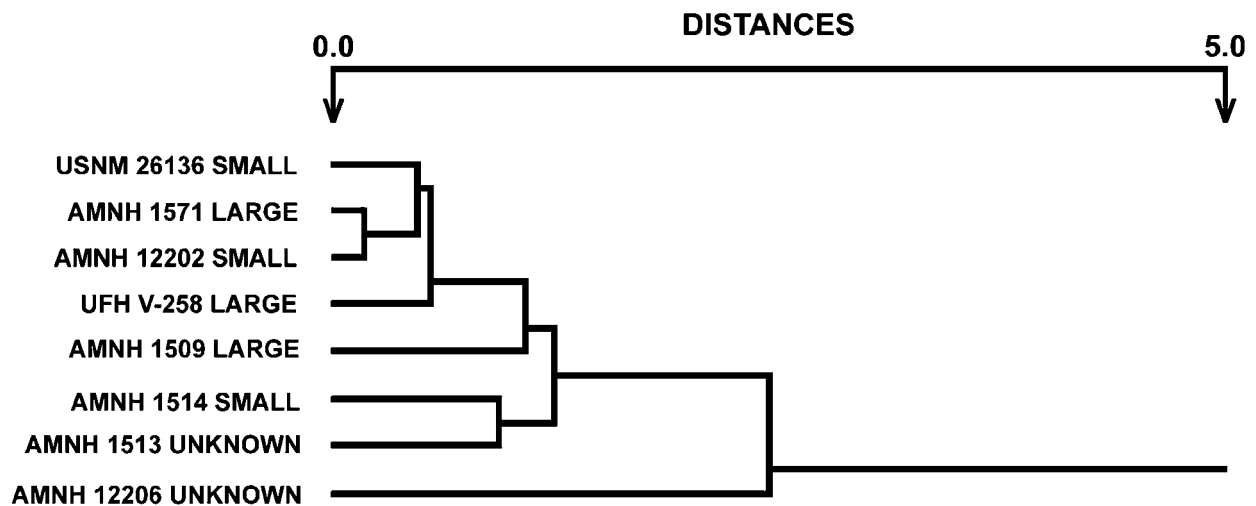 DISTANCES
0.0 5.0
USNM 26136 SMALL
AMNH 1571 LARGE
AMNH 12202 SMALL
UFH V-258 LARGE
AMNH 1509 LARGE
AMNH 1514 SMALL
AMNH 1513 UNKNOWN
AMNH 12206 UNKNOWN